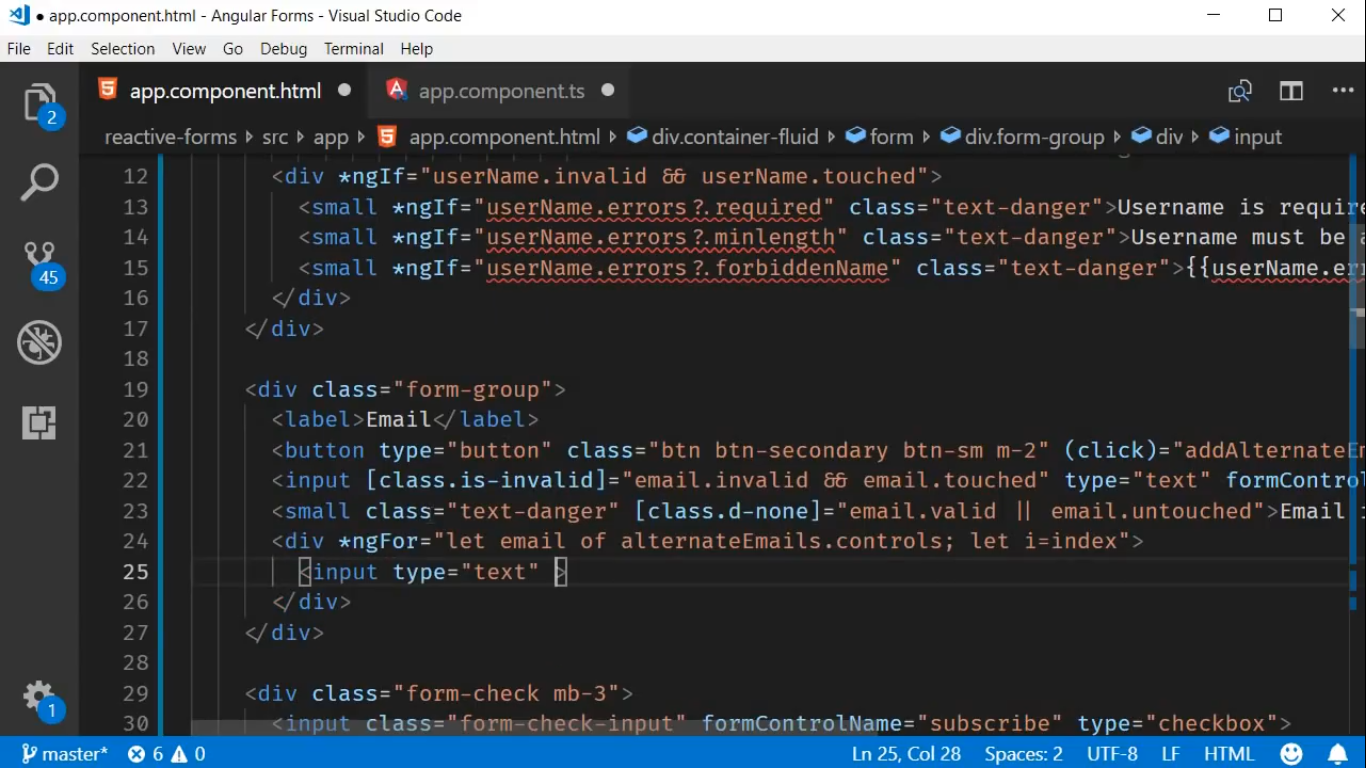 app.component.html - Angular Forms - Visual Studio Code
File Edit Selection View Go Debug Terminal Help
app.component.html app.component.ts
2
reactive-forms src app app.component.html div.container-fluid form div.form-group div input
12 <div *ngIf="userName.invalid && userName.touched">
13 <small *ngIf="userName.errors?.required" class="text-danger">Username is require
14 <small *ngIf="userName.errors?.minlength" class="text-danger">Username must be a
15 <small *ngIf="userName.errors?.forbiddenName" class="text-danger">{{userName.err
45
16 </div>
17 </div>
18
19 <div class="form-group">
20 <label>Email</label>
21 <button type="button" class="btn btn-secondary btn-sm m-2" (click)="addAlternateEm
22 <input [class.is-invalid]="email.invalid && email.touched" type="text" formControl
23 <small class="text-danger" [class.d-none]="email.valid || email.untouched">Email i
24 <div *ngFor="let email of alternateEmails.controls; let i=index">
25 <input type="text" >
26 </div>
27 </div>
28
29 <div class="form-check mb-3">
1
30 <input class="form-check-input" formControlName="subscribe" type="checkbox">
master* 6 0 Ln 25, Col 28 Spaces: 2 UTF-8 LF HTML